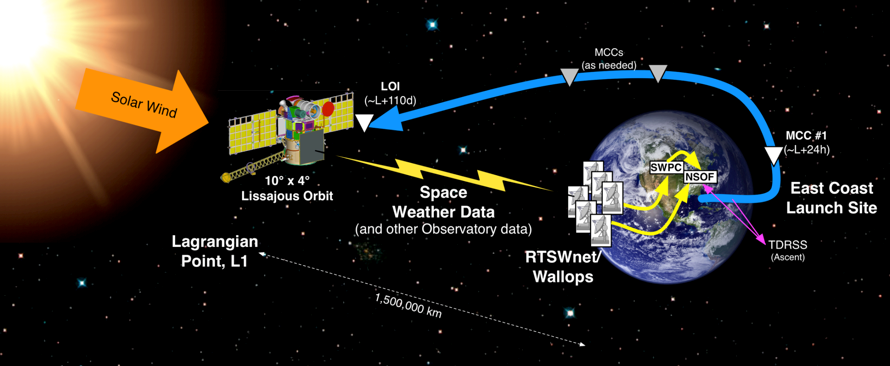 Solar Wind
LOI
(~L+110d)
MCCs
(as needed)
MCC #1
(~L+24h)
10° x 4°
Lissajous Orbit
Space
Weather Data
(and other Observatory data)
SWPC
NSOF
East Coast
Launch Site
Lagrangian
Point, L1
RTSWnet/
Wallops
TDRSS
(Ascent)
1,500,000 km